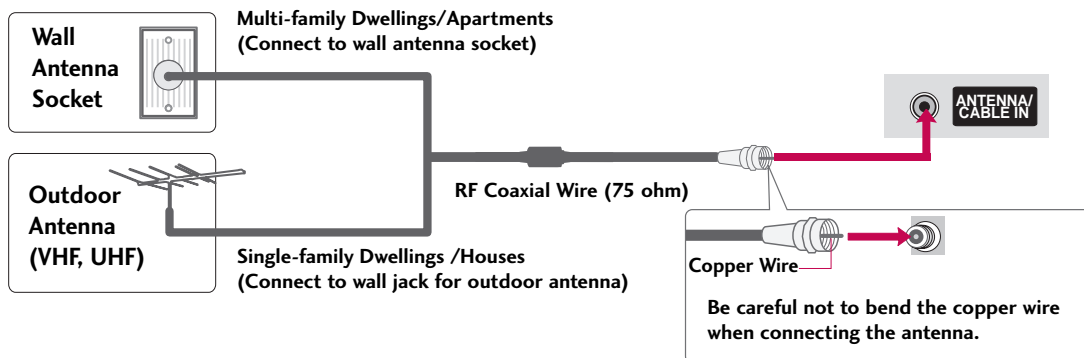 Wall
Antenna
Socket
Multi-family Dwellings/Apartments
(Connect to wall antenna socket)
ANTENNA/
CABLE IN
RF Coaxial Wire (75 ohm)
Outdoor
Antenna
(VHF, UHF)
Single-family Dwellings /Houses
(Connect to wall jack for outdoor antenna)
Copper Wire
Be careful not to bend the copper wire
when connecting the antenna.